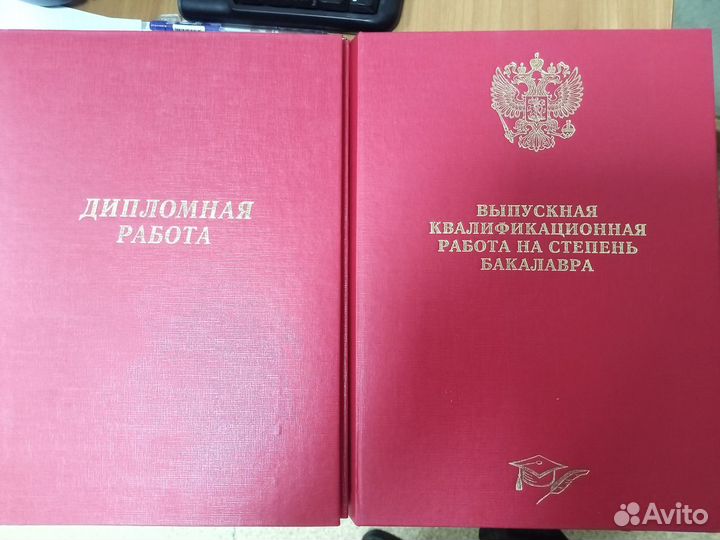 ДИПЛОМНАЯ
РАБОТА
ВЫПУСКНАЯ
КВАЛИФИКАЦИОННАЯ
РАБОТА НА СТЕПЕНЬ
БАКАЛАВРА
Avito